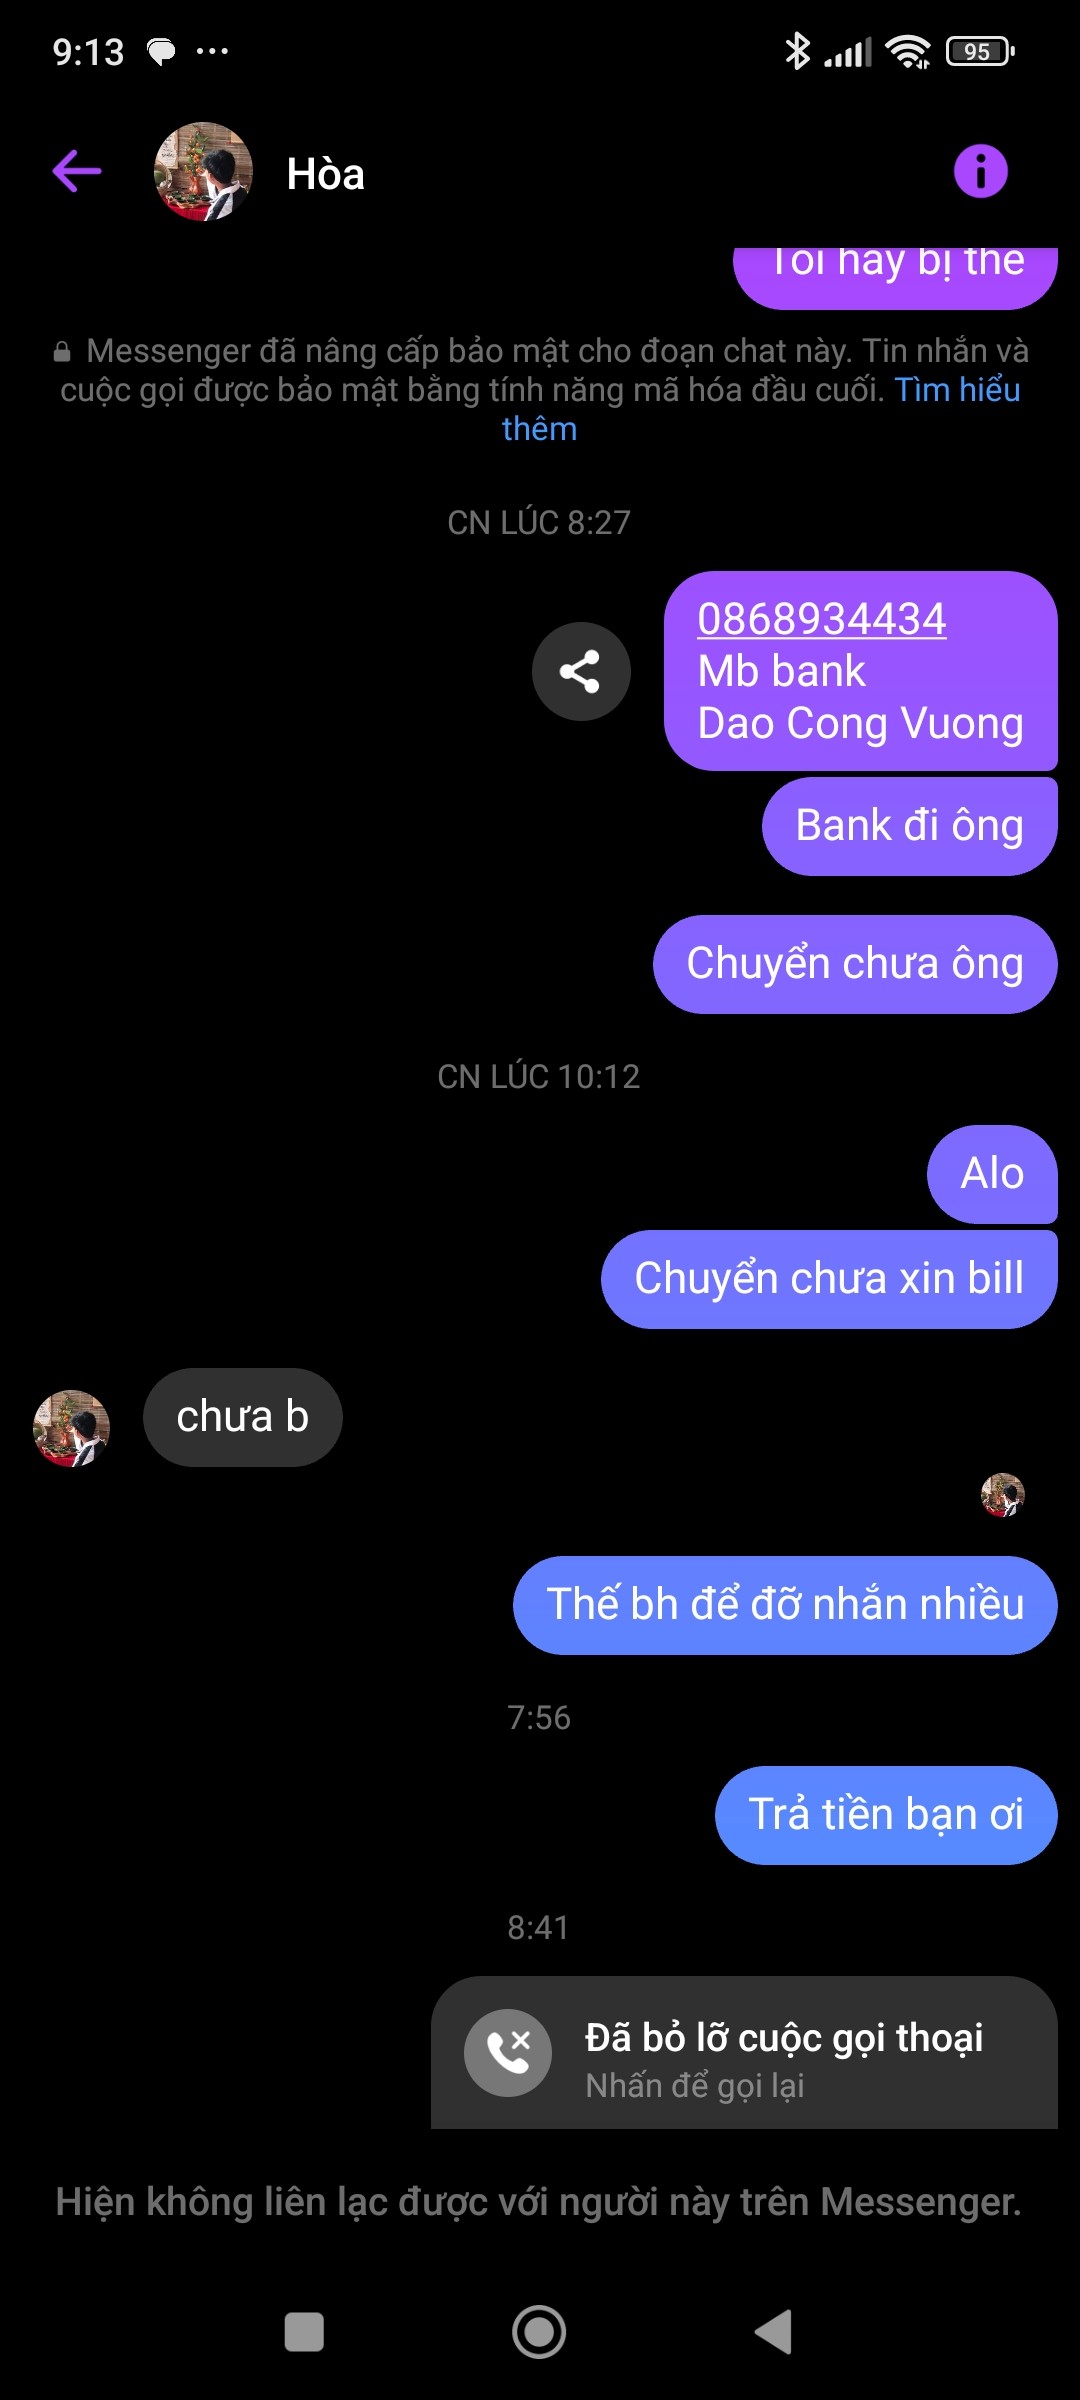 9:13
95
Hòa
Tôi hay bị thế
Messenger đã nâng cấp bảo mật cho đoạn chat này. Tin nhắn và
cuộc gọi được bảo mật bằng tính năng mã hóa đầu cuối. Tìm hiểu
thêm
CN LÚC 8:27
0868934434
Mb bank
Dao Cong Vuong
Bank đi ông
Chuyển chưa ông
CN LÚC 10:12
Alo
Chuyển chưa xin bill
chưa b
Thế bh để đỡ nhắn nhiều
7:56
Trả tiền bạn ơi
8:41
Đã bỏ lỡ cuộc gọi thoại
Nhấn để gọi lại
Hiện không liên lạc được với người này trên Messenger.